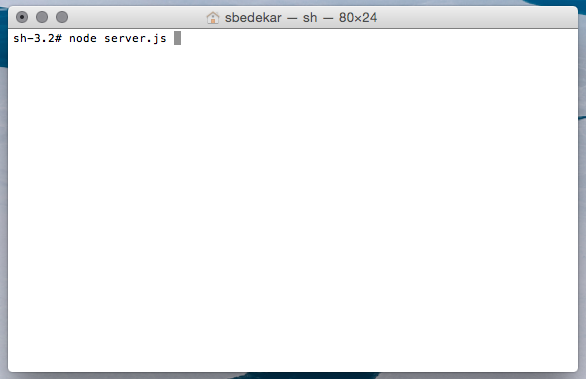 sbedekar — sh — 80×24
sh-3.2# node server.js